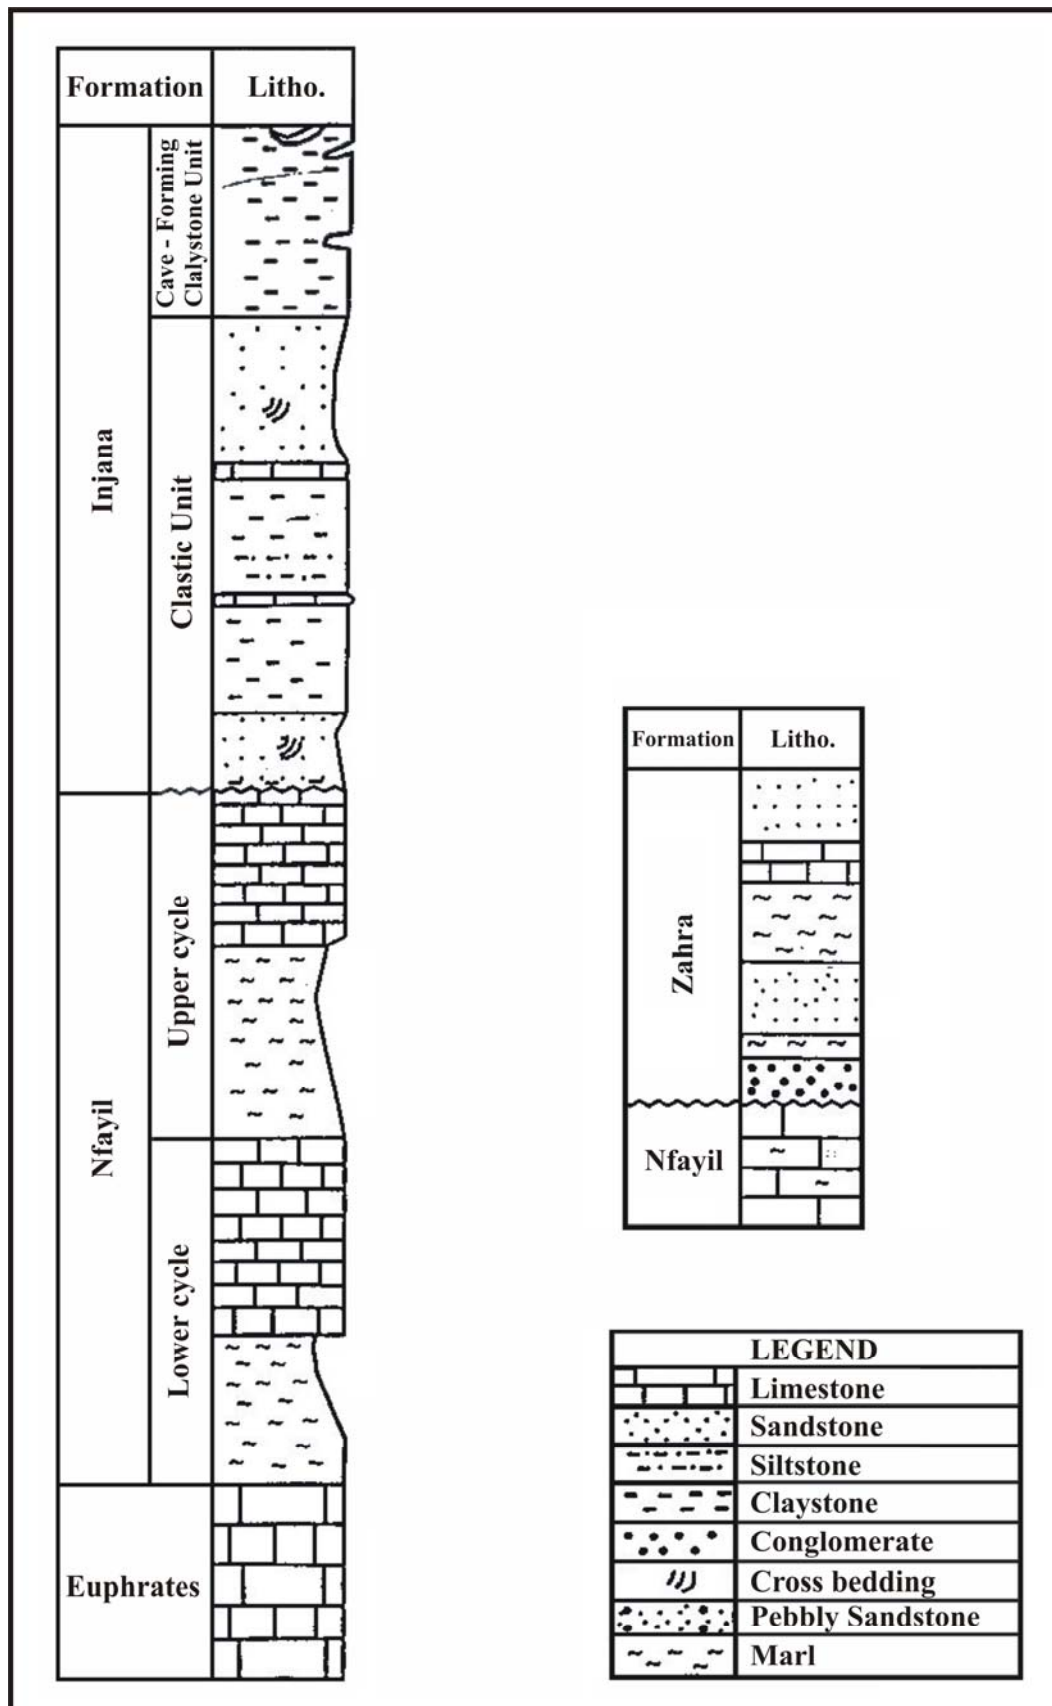 Formation Litho.
Injana
Cave - Forming
Clalystone Unit
Clastic Unit
Nfayil
Upper cycle
Lower cycle
Euphrates
Formation Litho.
Zahra
Nfayil
LEGEND
Limestone
Sandstone
Siltstone
Claystone
Conglomerate
Cross bedding
Pebbly Sandstone
Marl